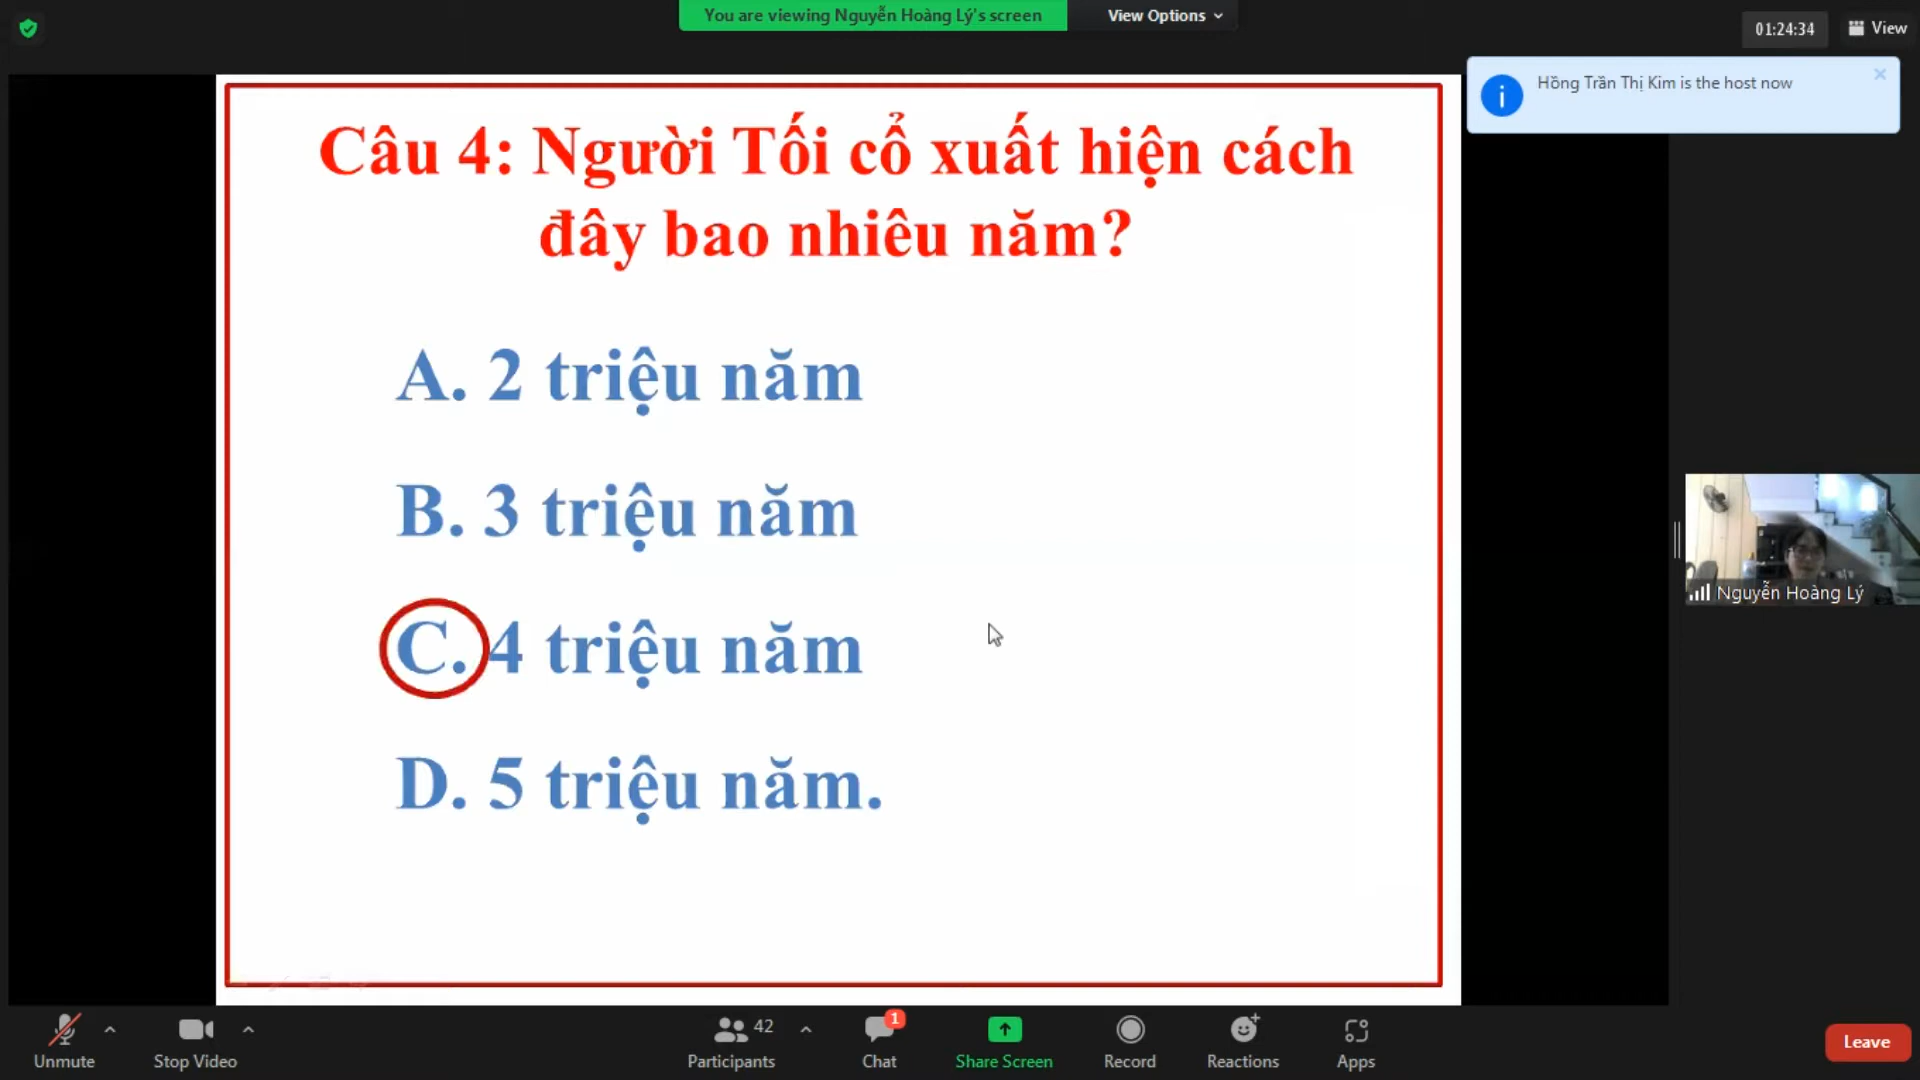 You are viewing Nguyễn Hoàng Lý's screen
View Options
01:24:34
View
Hồng Trần Thị Kim is the host now
Câu 4: Người Tối cổ xuất hiện cách
đây bao nhiêu năm?
A. 2 triệu năm
B. 3 triệu năm
C. 4 triệu năm
D. 5 triệu năm.
Nguyễn Hoàng Lý
Unmute
Stop Video
42
Participants
1
Chat
Share Screen
Record
Reactions
Apps
Leave